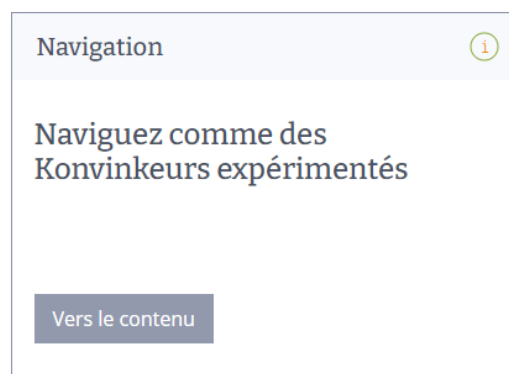 Navigation
i
Naviguez comme des
Konvinkeurs expérimentés
Vers le contenu